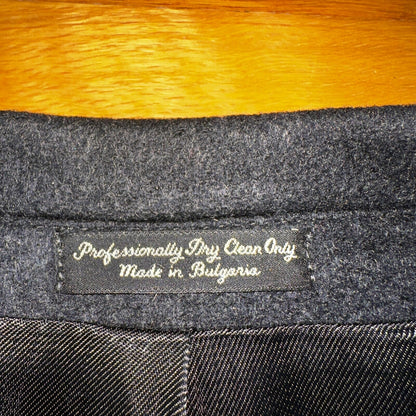 Professionally Dry Clean Only
Made in Bulgaria